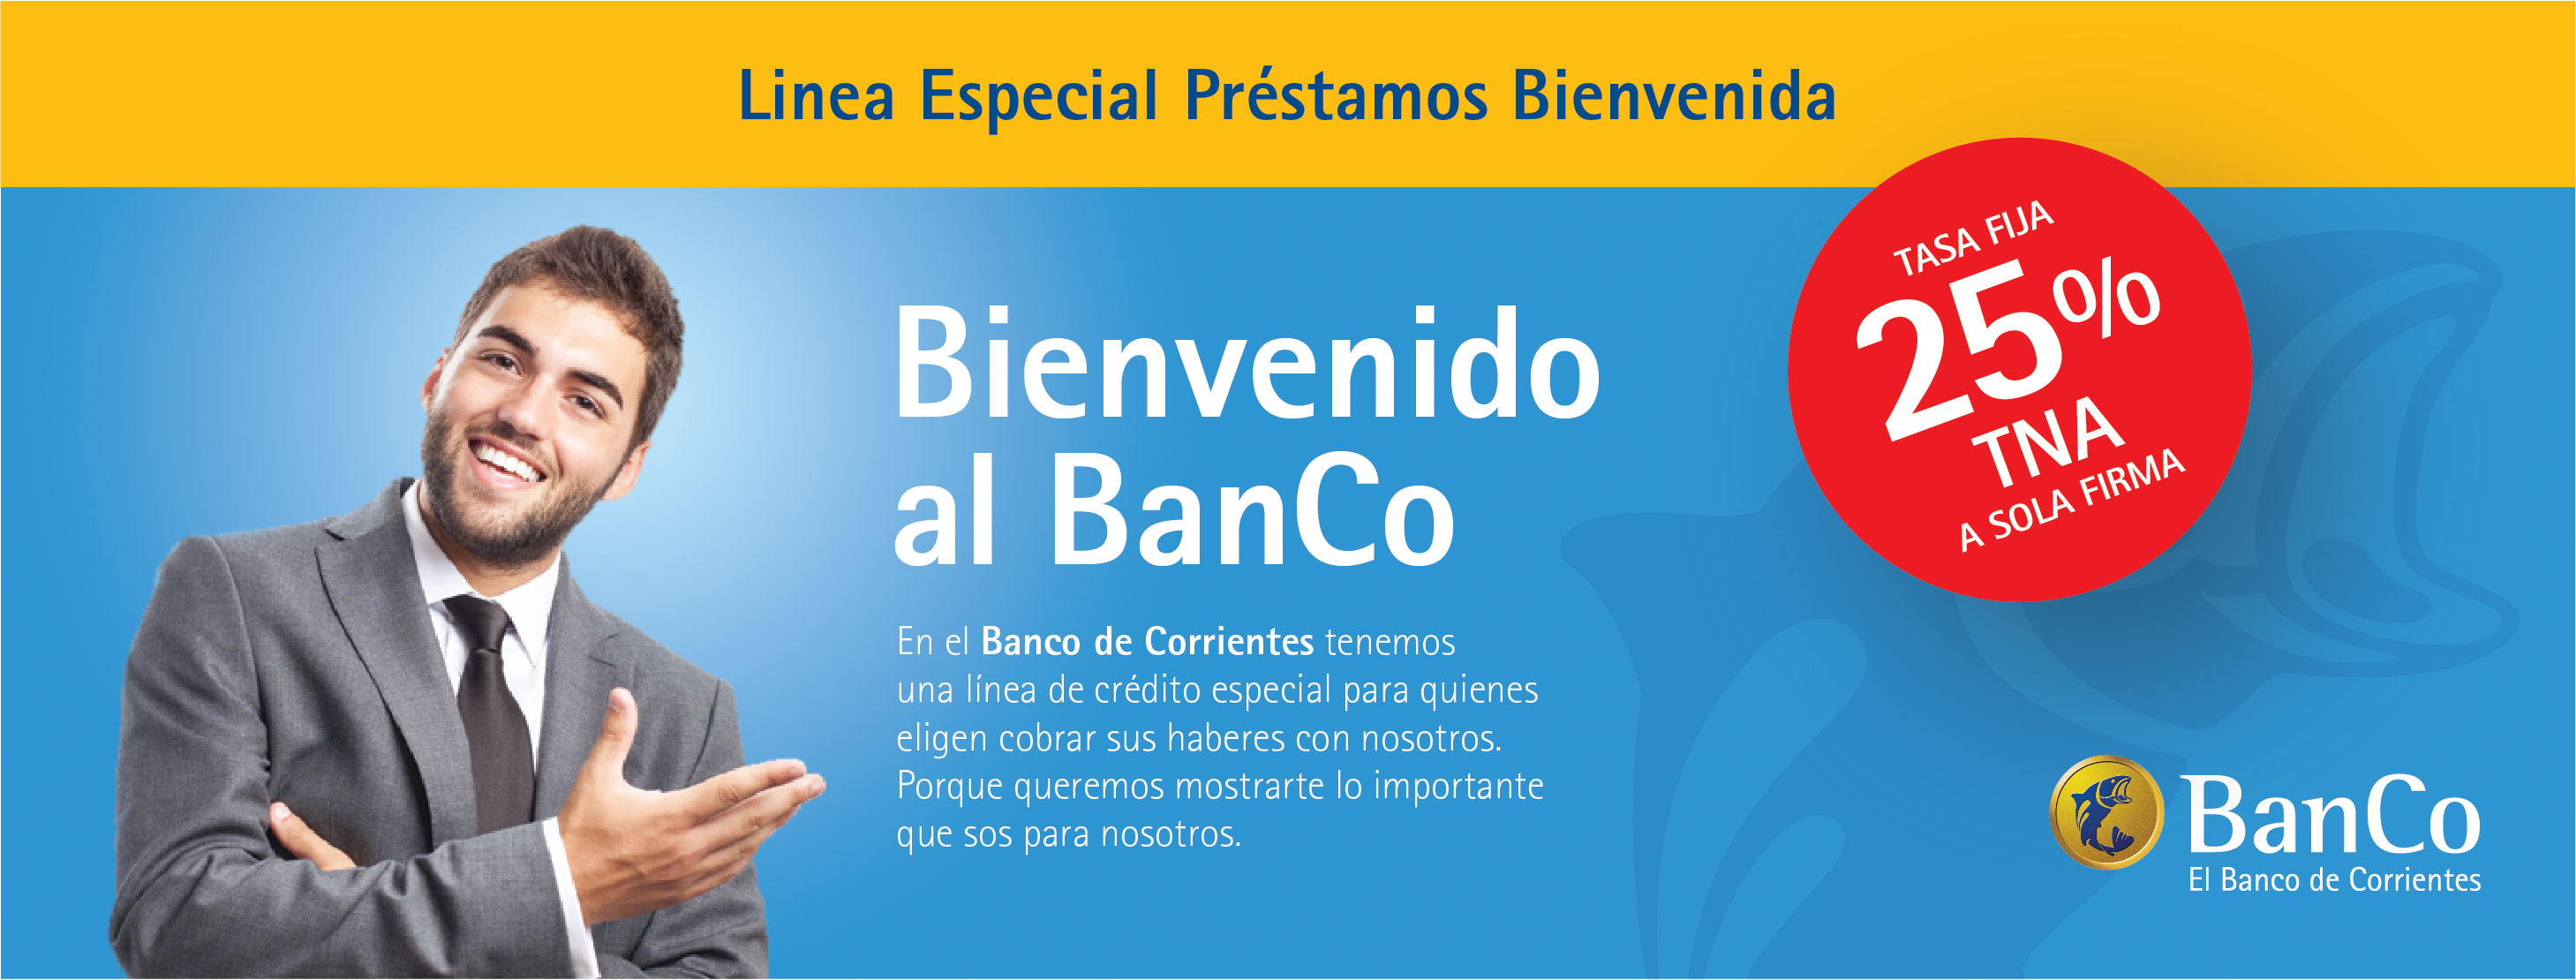 Linea Especial Préstamos Bienvenida
TASA FIJA
25%
TNA
A SOLA FIRMA
Bienvenido
al BanCo
En el Banco de Corrientes tenemos
una línea de crédito especial para quienes
eligen cobrar sus haberes con nosotros.
Porque queremos mostrarte lo importante
que sos para nosotros.
BanCo
El Banco de Corrientes